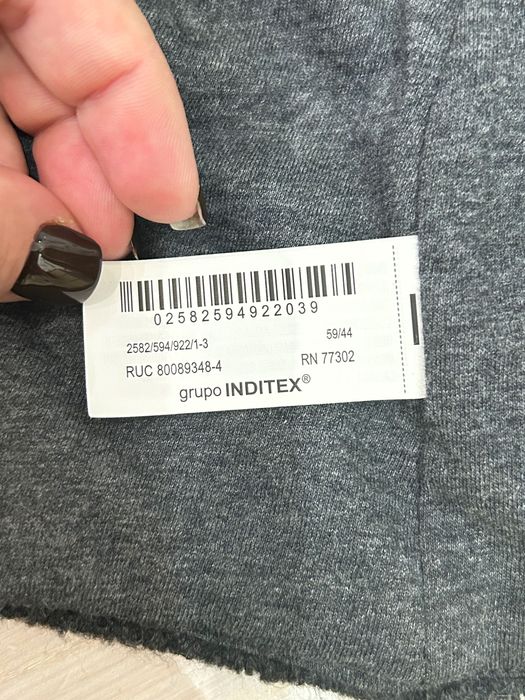 02582594922039
2582/594/922/1-3 59/44
RUC 80089348-4 RN 77302
grupo INDITEX®